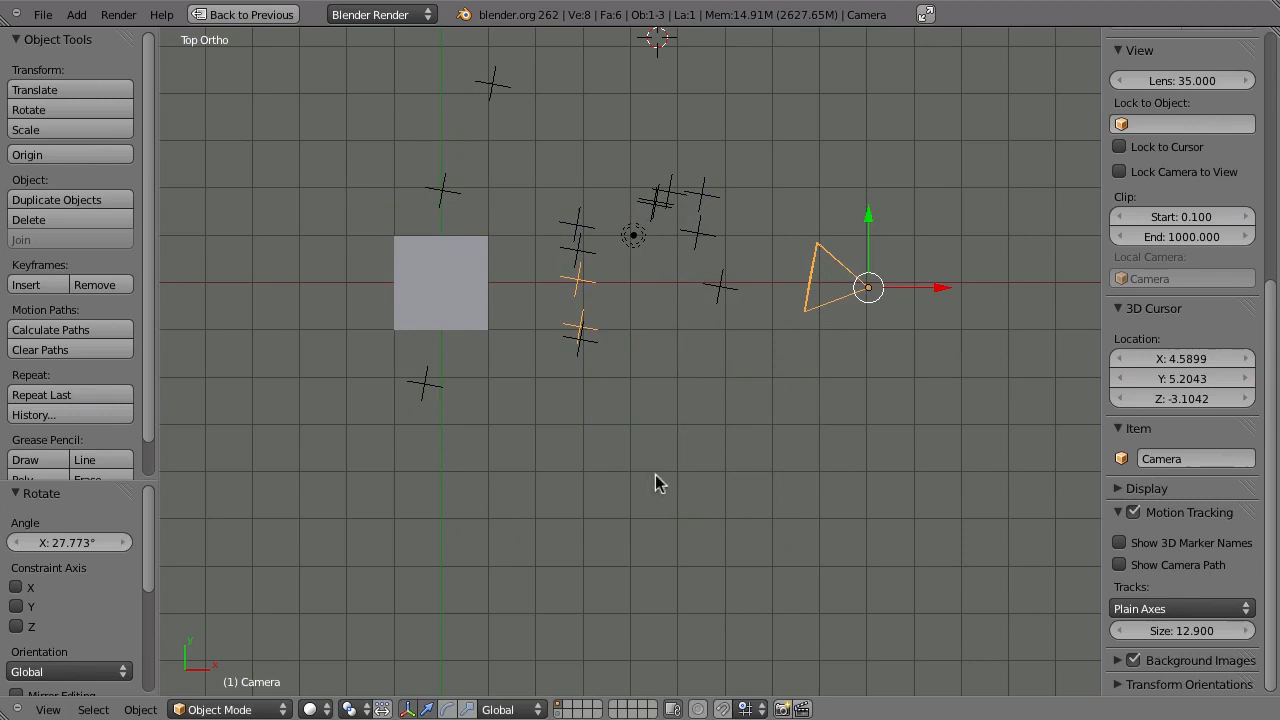 File Add Render Help Back to Previous Blender Render blender.org 262 | Ve:8 | Fa:6 | Ob:1-3 | La:1 | Mem:14.91M (2627.65M) | Camera
Object Tools
Transform:
Translate
Rotate
Scale
Origin
Object:
Duplicate Objects
Delete
Join
Keyframes:
Insert Remove
Motion Paths:
Calculate Paths
Clear Paths
Repeat:
Repeat Last
History...
Grease Pencil:
Draw Line
Poly Erase
Rotate
Angle
X: 27.773°
Constraint Axis
X
Y
Z
Orientation
Global
Mirror Editing
Top Ortho
y
x
(1) Camera
View
Lens: 35.000
Lock to Object:
Lock to Cursor
Lock Camera to View
Clip:
Start: 0.100
End: 1000.000
Local Camera:
Camera
3D Cursor
Location:
X: 4.5899
Y: 5.2043
Z: -3.1042
Item
Camera
Display
Motion Tracking
Show 3D Marker Names
Show Camera Path
Tracks:
Plain Axes
Size: 12.900
Background Images
Transform Orientations
View Select Object Object Mode Global